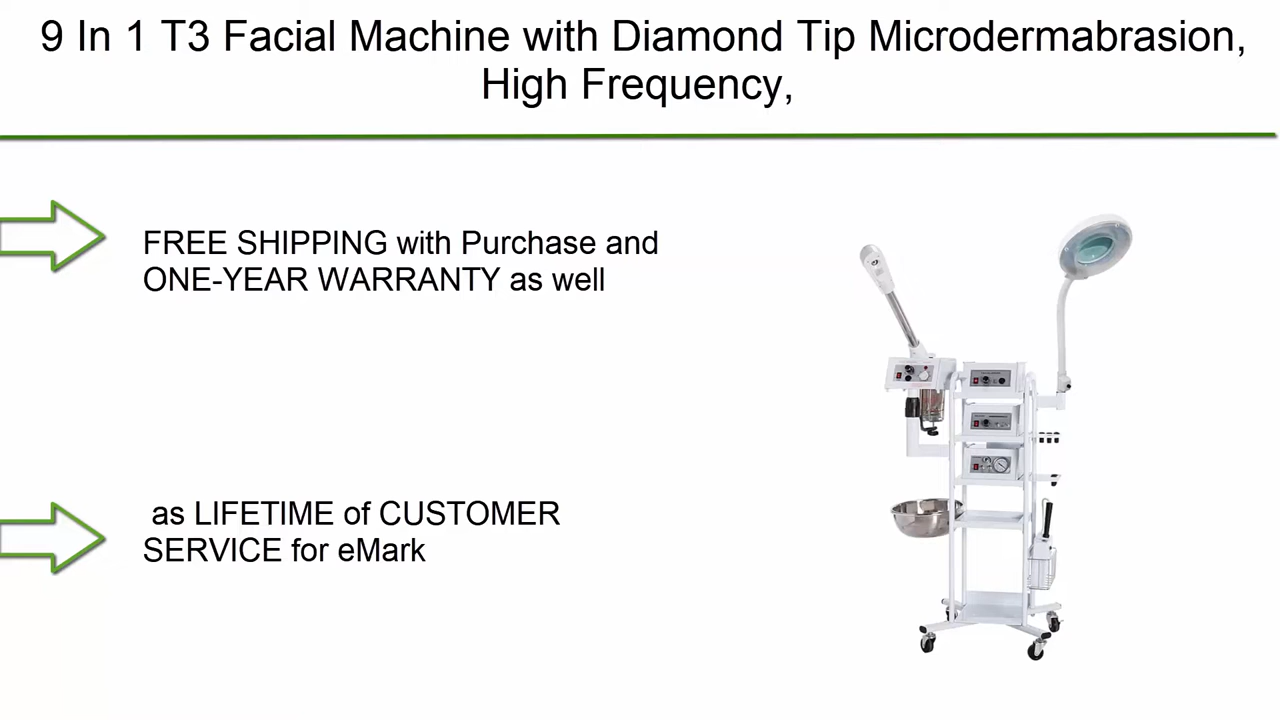 9 In 1 T3 Facial Machine with Diamond Tip Microdermabrasion,
High Frequency,
FREE SHIPPING with Purchase and
ONE-YEAR WARRANTY as well
as LIFETIME of CUSTOMER
SERVICE for eMark